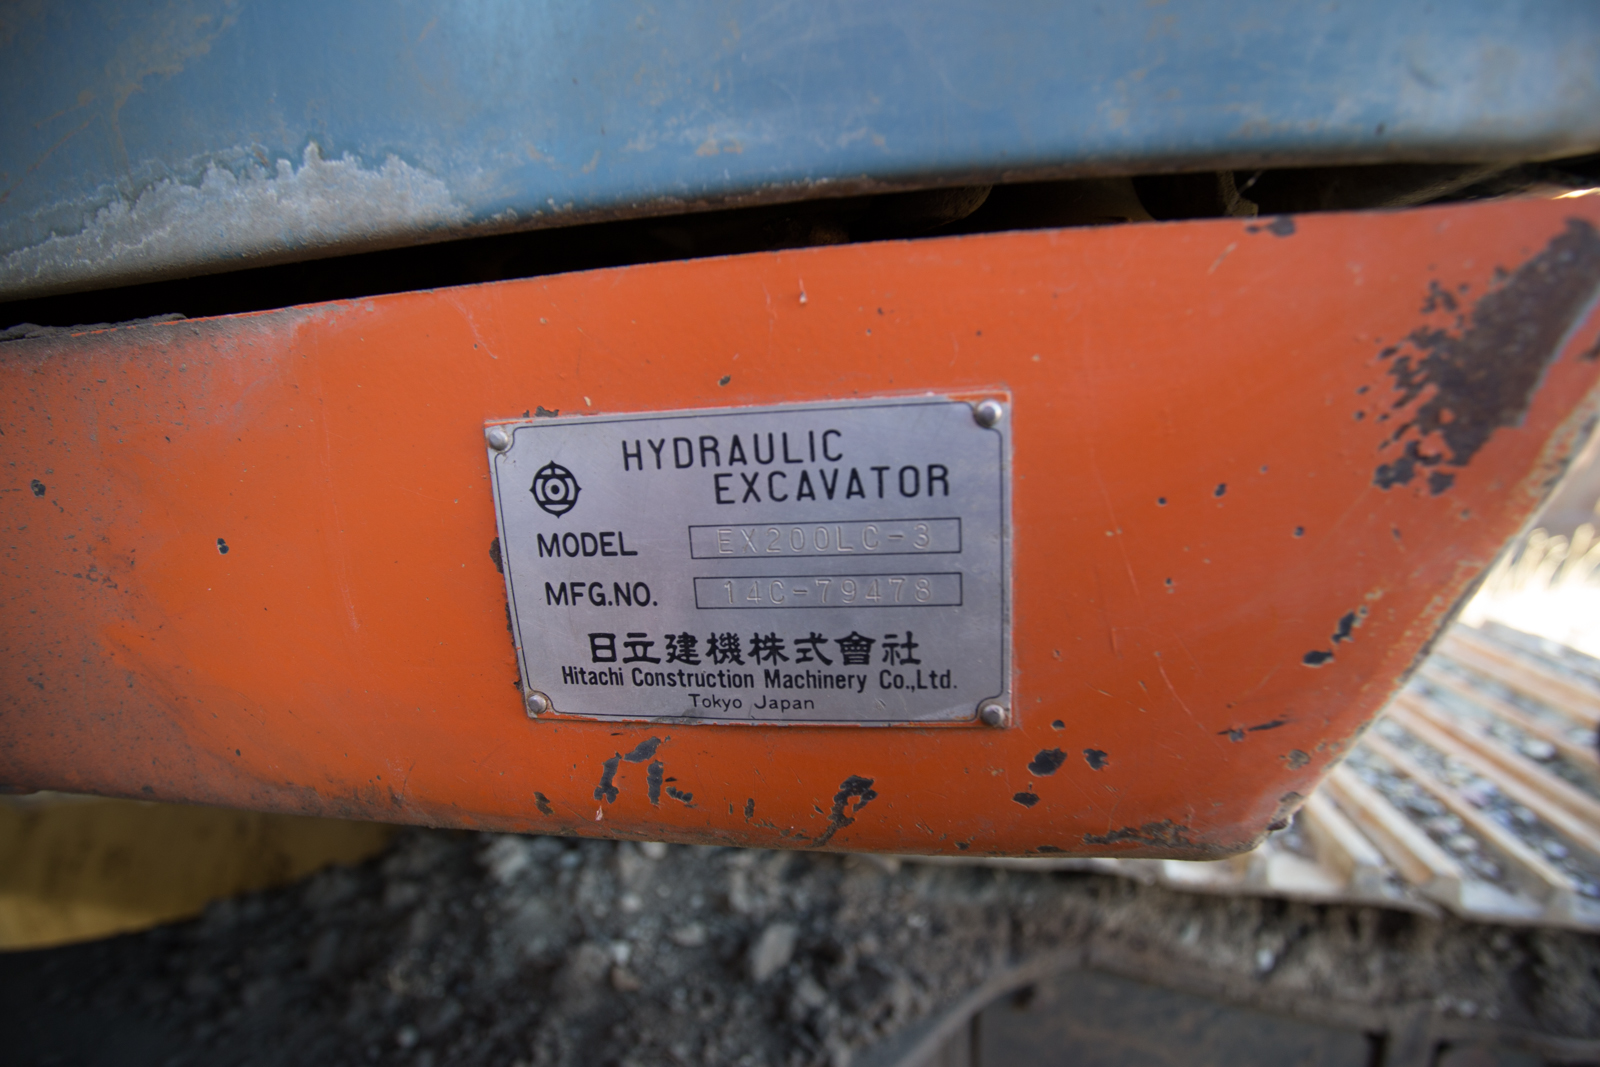 HYDRAULIC
EXCAVATOR
MODEL EX200LC-3
MFG.NO. 14C-79478
日立建機株式會社
Hitachi Construction Machinery Co.,Ltd.
Tokyo Japan